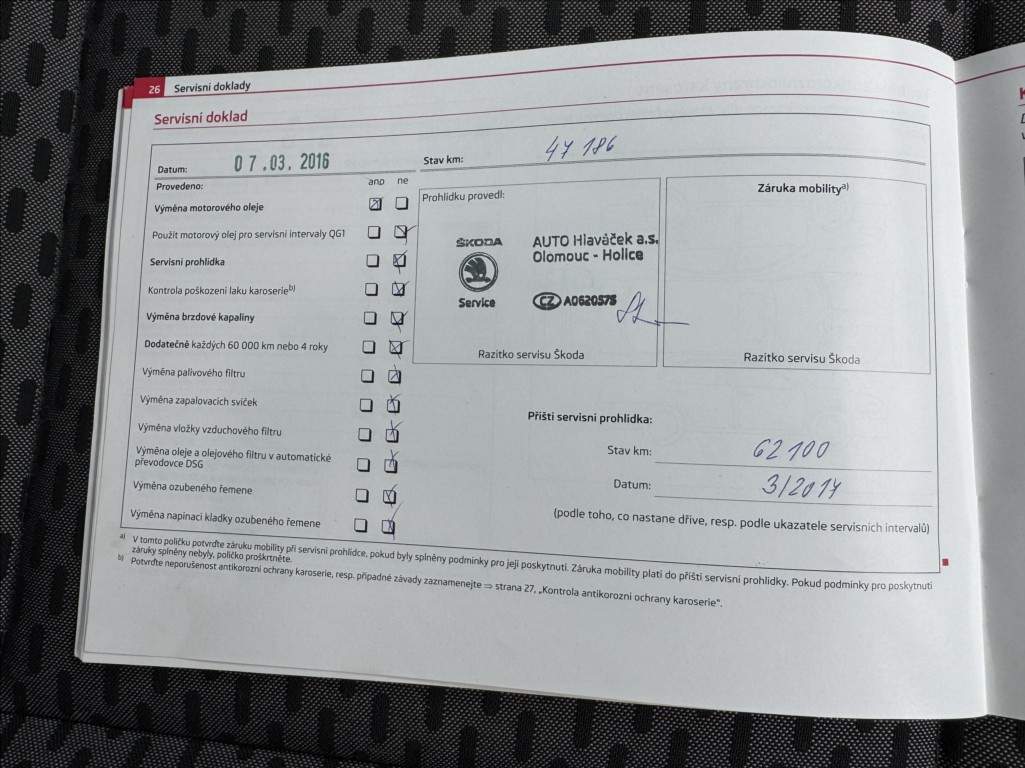 26 Servisní doklady
Servisní doklad
Datum: 07.03. 2016 Stav km: 47 186
Provedeno: ano ne
Výměna motorového oleje
Použit motorový olej pro servisní intervaly QG1
Servisní prohlídka
Kontrola poškození laku karoserie b)
Výměna brzdové kapaliny
Dodatečně každých 60 000 km nebo 4 roky
Výměna palivového filtru
Výměna zapalovacích svíček
Výměna vložky vzduchového filtru
Výměna oleje a olejového filtru v automatické
převodovce DSG
Výměna ozubeného řemene
Výměna napínací kladky ozubeného řemene
Prohlídku provedl:
ŠKODA
Service
AUTO Hlaváček a.s.
Olomouc - Holice
CZ A0620575
Razítko servisu Škoda
Záruka mobility a)
Razítko servisu Škoda
Příští servisní prohlídka:
Stav km: 62 100
Datum: 3/2017
(podle toho, co nastane dříve, resp. podle ukazatele servisních intervalů)
a) V tomto políčku potvrďte záruku mobility při servisní prohlídce, pokud byly splněny podmínky pro její poskytnutí. Záruka mobility platí do příští servisní prohlídky. Pokud podmínky pro poskytnutí
záruky splněny nebyly, políčko proškrtněte.
b) Potvrďte neporušenost antikorozní ochrany karoserie, resp. případné závady zaznamenejte ⇒ strana 27, „Kontrola antikorozní ochrany karoserie“.